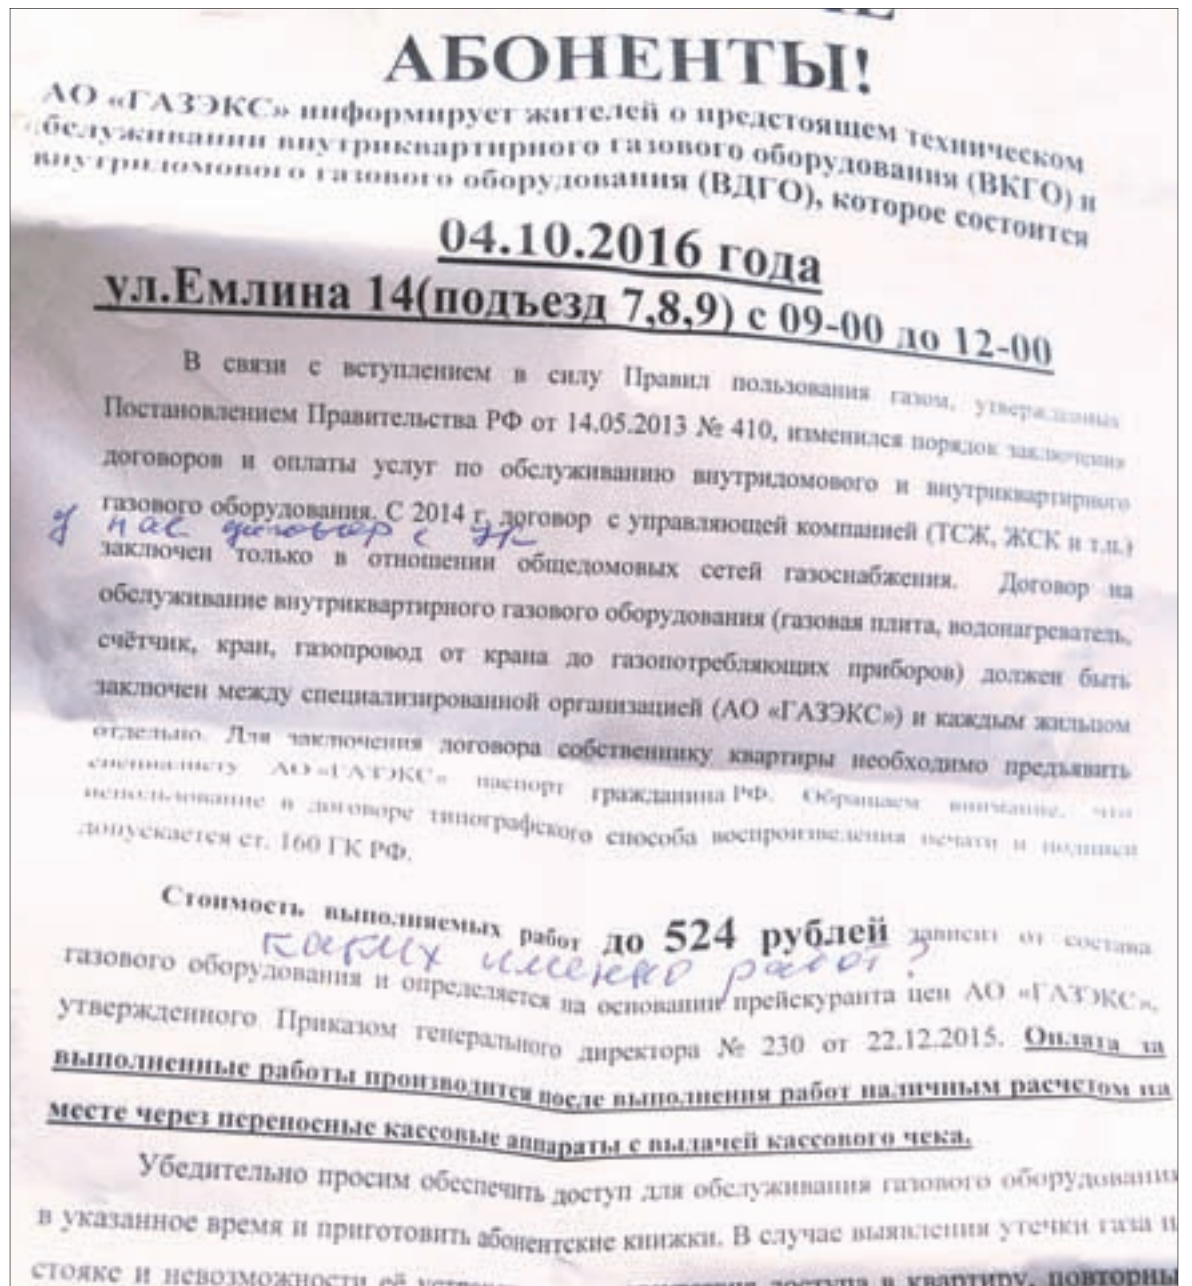 АБОНЕНТЫ!
АО «ГАЗЭКС» информирует жителей о предстоящем техническом
обслуживании внутриквартирного газового оборудования (ВКГО) и
внутридомового газового оборудования (ВДГО), которое состоится
04.10.2016 года
ул.Емлина 14(подъезд 7,8,9) с 09-00 до 12-00
В связи с вступлением в силу Правил пользования газом, утвержденных
Постановлением Правительства РФ от 14.05.2013 № 410, изменился порядок заключения
договоров и оплаты услуг по обслуживанию внутридомового и внутриквартирного
газового оборудования. С 2014 г. договор с управляющей компанией (ТСЖ, ЖСК и т.п.)
у нас договор с УК
заключен только в отношении общедомовых сетей газоснабжения. Договор на
обслуживание внутриквартирного газового оборудования (газовая плита, водонагреватель,
счётчик, кран, газопровод от крана до газопотребляющих приборов) должен быть
заключен между специализированной организацией (АО «ГАЗЭКС») и каждым жильцом
отдельно. Для заключения договора собственнику квартиры необходимо предъявить
специалисту АО «ГАЗЭКС» паспорт гражданина РФ. Обращаем внимание, что
использование в договоре типографского способа воспроизведения печати и подписи
допускается ст. 160 ГК РФ.
Стоимость выполняемых работ до 524 рублей зависит от состава
каких именно работ?
газового оборудования и определяется на основании прейскуранта цен АО «ГАЗЭКС»,
утвержденного Приказом генерального директора № 230 от 22.12.2015. Оплата за
выполненные работы производится после выполнения работ наличным расчетом на
месте через переносные кассовые аппараты с выдачей кассового чека.
Убедительно просим обеспечить доступ для обслуживания газового оборудования
в указанное время и приготовить абонентские книжки. В случае выявления утечки газа и
стояке и невозможности её доступа в квартиру, повторны